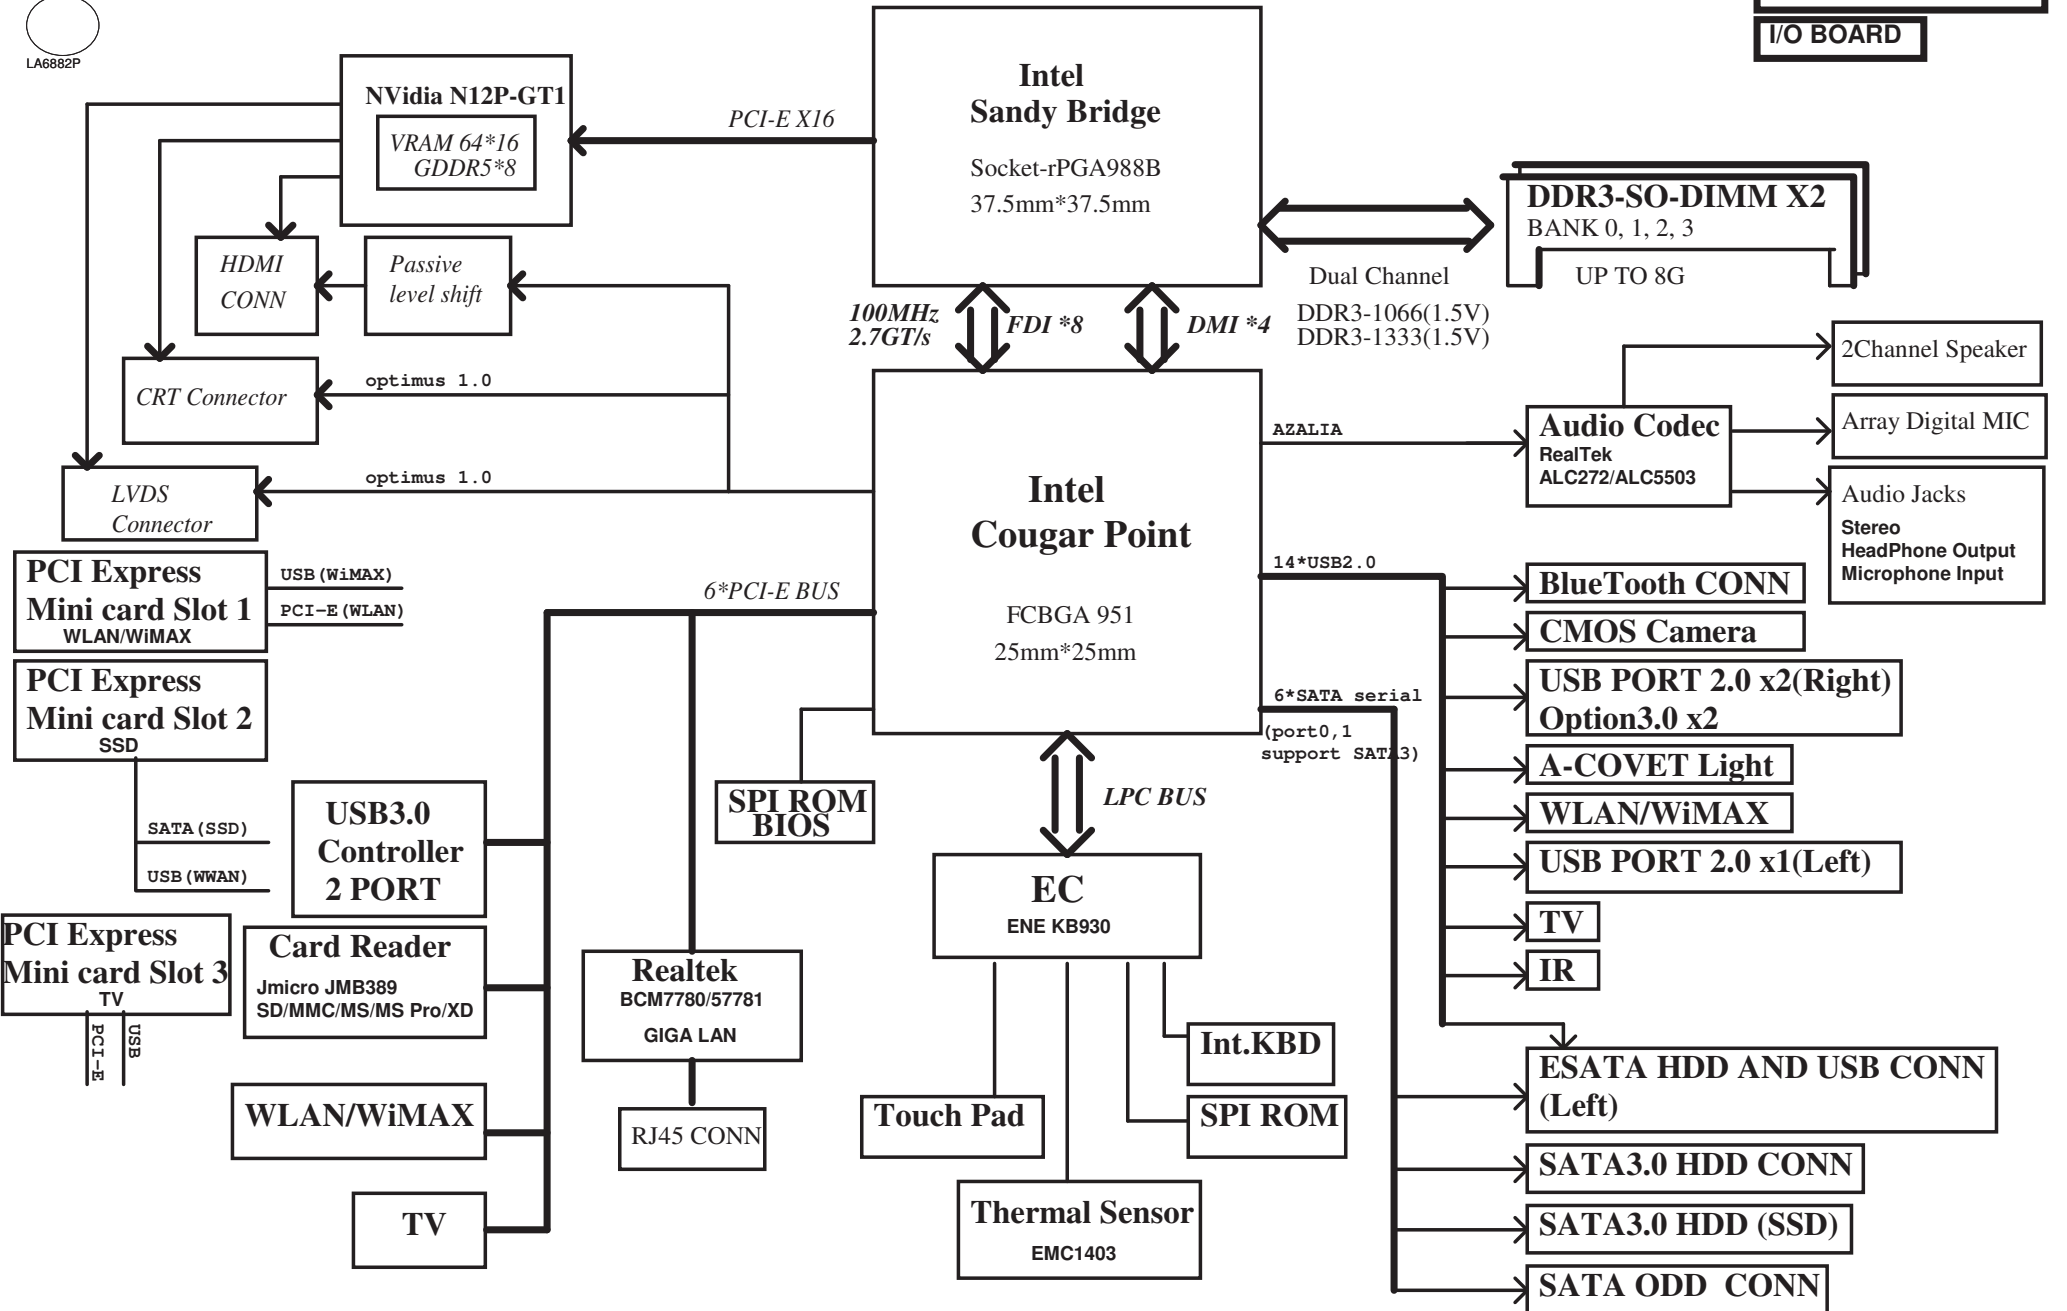 LA6882P
I/O BOARD
NVidia N12P-GT1
VRAM 64*16
GDDR5*8
PCI-E X16
Intel
Sandy Bridge
Socket-rPGA988B
37.5mm*37.5mm
DDR3-SO-DIMM X2
BANK 0, 1, 2, 3
UP TO 8G
Dual Channel
DDR3-1066(1.5V)
DDR3-1333(1.5V)
HDMI
CONN
Passive
level shift
100MHz
2.7GT/s
FDI *8
DMI *4
CRT Connector
optimus 1.0
LVDS
Connector
optimus 1.0
Intel
Cougar Point
FCBGA 951
25mm*25mm
AZALIA
Audio Codec
RealTek
ALC272/ALC5503
2Channel Speaker
Array Digital MIC
Audio Jacks
Stereo
HeadPhone Output
Microphone Input
PCI Express
Mini card Slot 1
WLAN/WiMAX
USB(WiMAX)
PCI-E(WLAN)
6*PCI-E BUS
14*USB2.0
BlueTooth CONN
CMOS Camera
USB PORT 2.0 x2(Right)
Option3.0 x2
A-COVET Light
WLAN/WiMAX
USB PORT 2.0 x1(Left)
TV
IR
6*SATA serial
(port0,1
support SATA3)
PCI Express
Mini card Slot 2
SSD
SATA(SSD)
USB(WWAN)
USB3.0
Controller
2 PORT
SPI ROM
BIOS
LPC BUS
EC
ENE KB930
PCI Express
Mini card Slot 3
TV
PCI-E
USB
Card Reader
Jmicro JMB389
SD/MMC/MS/MS Pro/XD
Realtek
BCM7780/57781
GIGA LAN
RJ45 CONN
WLAN/WiMAX
TV
Int.KBD
Touch Pad
SPI ROM
Thermal Sensor
EMC1403
ESATA HDD AND USB CONN
(Left)
SATA3.0 HDD CONN
SATA3.0 HDD (SSD)
SATA ODD CONN